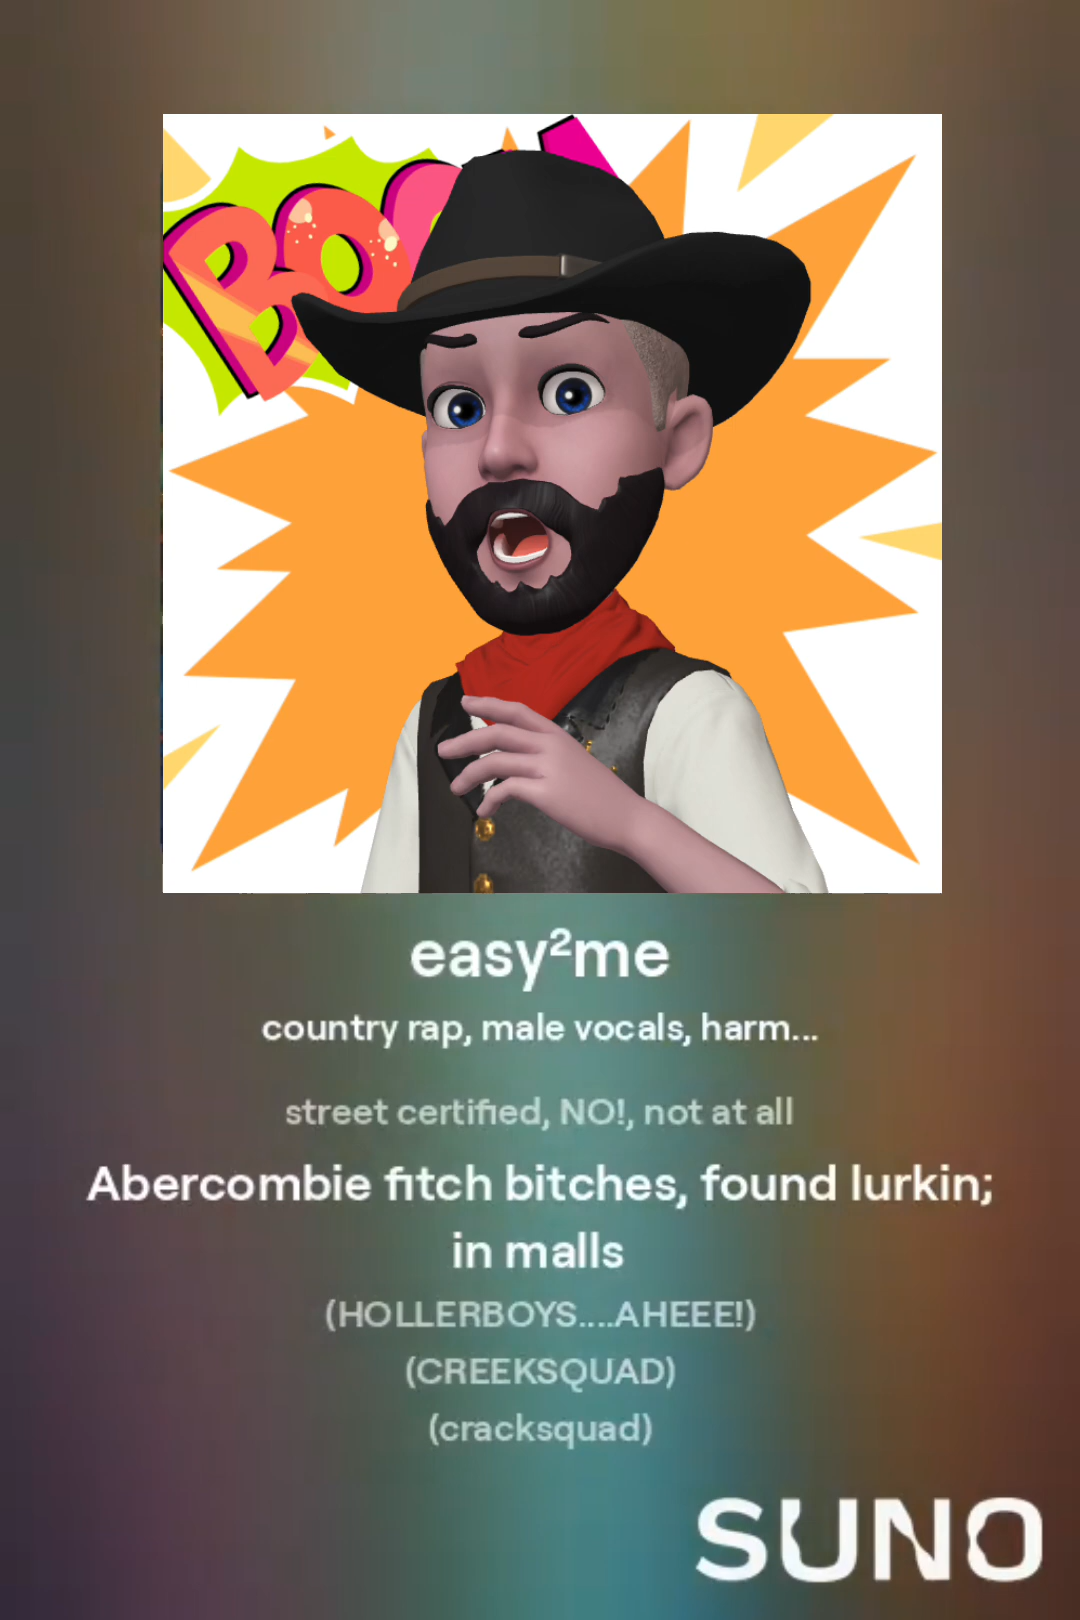 BOO
easy²me
country rap, male vocals, harm...
street certified, NO!, not at all
Abercombie fitch bitches, found lurkin;
in malls
(HOLLERBOYS....AHEEE!)
(CREEKSQUAD)
(cracksquad)
SUNO